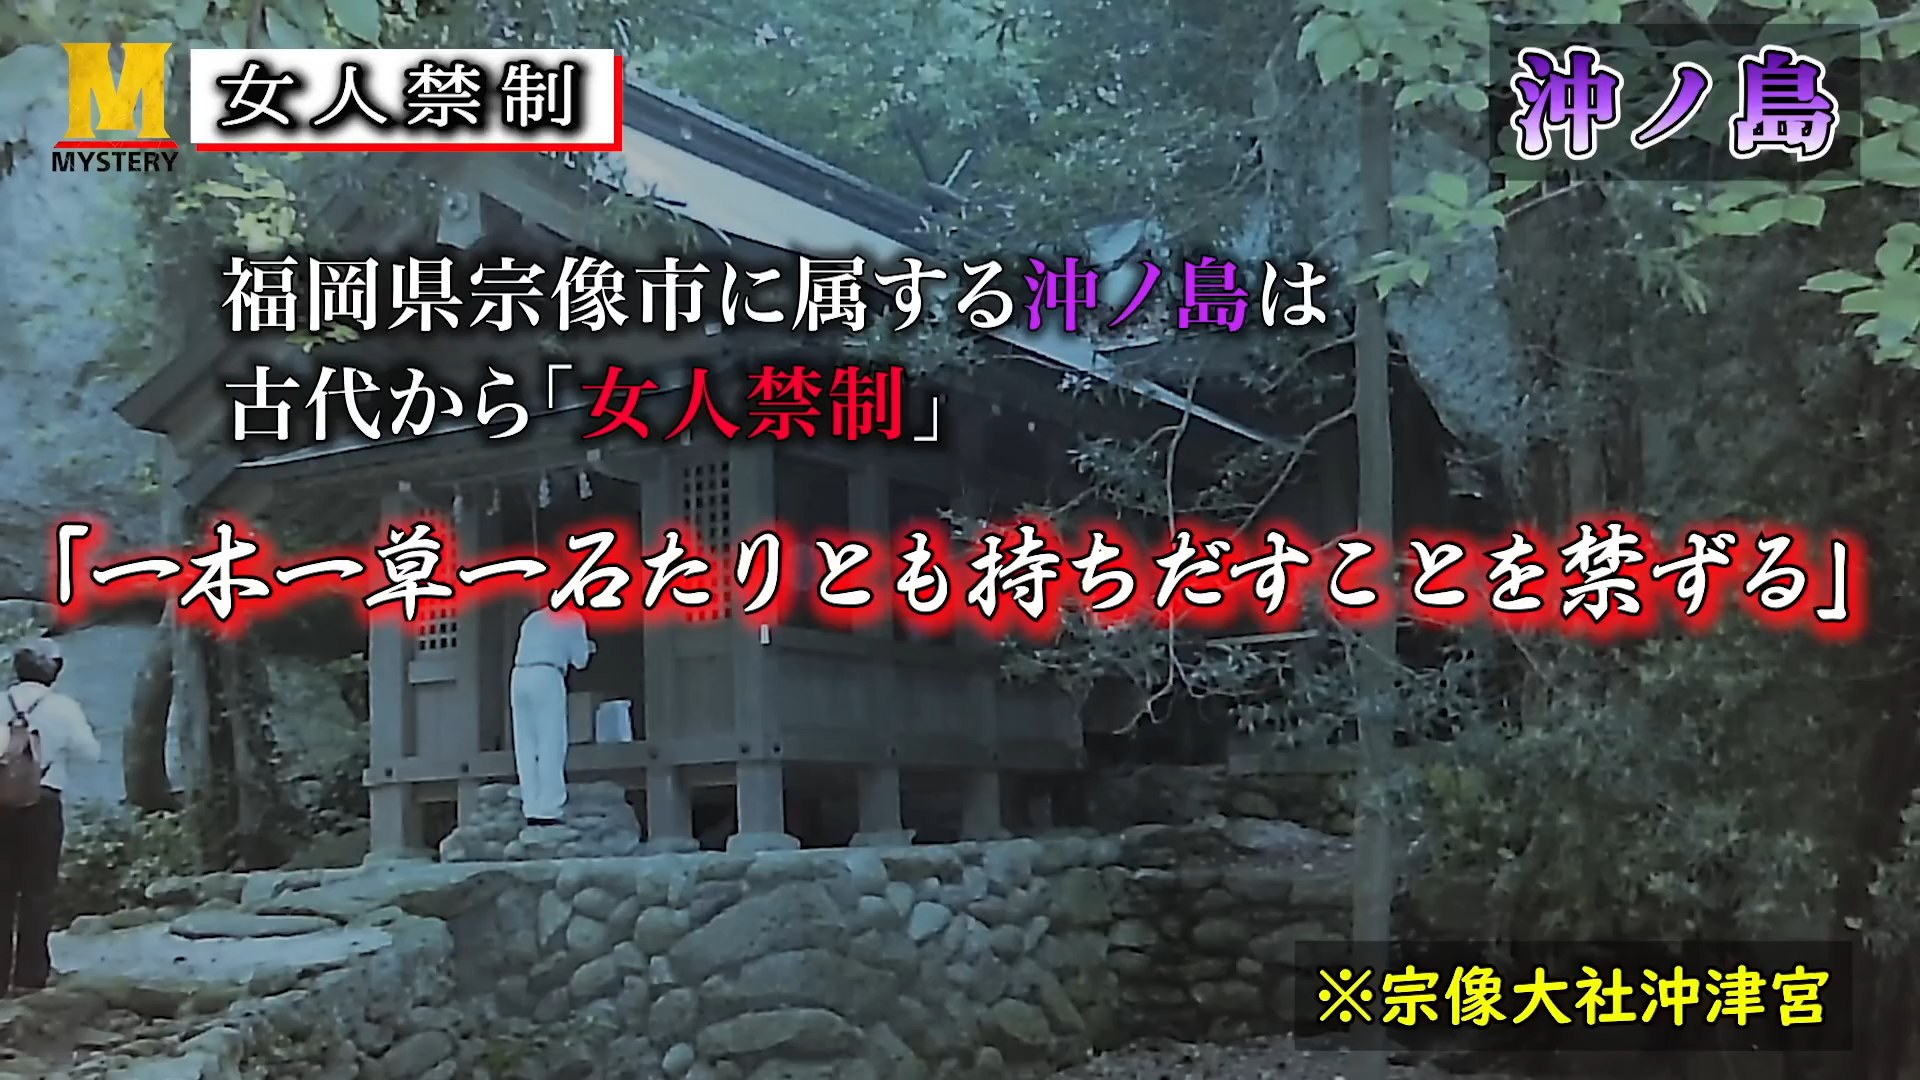 M
MYSTERY
女人禁制
沖ノ島
福岡県宗像市に属する沖ノ島は
古代から「女人禁制」
「一木一草一石たりとも持ちだすことを禁ずる」
※宗像大社沖津宮